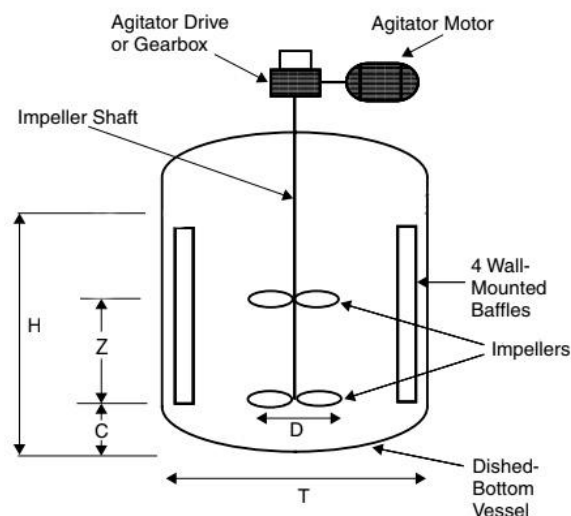 Agitator Drive
or Gearbox
Agitator Motor
Impeller Shaft
H
Z
C
D
T
4 Wall-
Mounted
Baffles
Impellers
Dished-
Bottom
Vessel